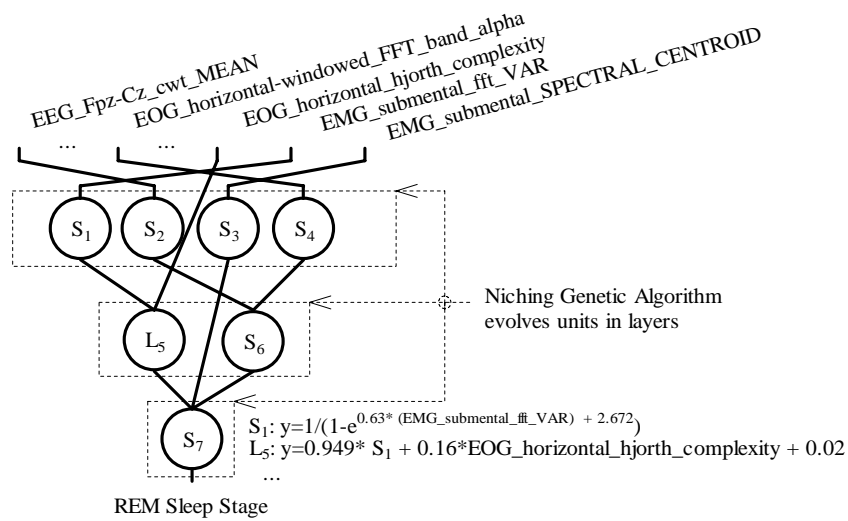 EEG_Fpz-Cz_cwt_MEAN
EOG_horizontal-windowed_FFT_band_alpha
EOG_horizontal_hjorth_complexity
EMG_submental_fft_VAR
EMG_submental_SPECTRAL_CENTROID
... ...
S₁ S₂ S₃ S₄
Niching Genetic Algorithm
evolves units in layers
L₅ S₆
S₇
S₁: y=1/(1-e^0.63* (EMG_submental_fft_VAR) + 2.672)
L₅: y=0.949* S₁ + 0.16*EOG_horizontal_hjorth_complexity + 0.02
...
REM Sleep Stage